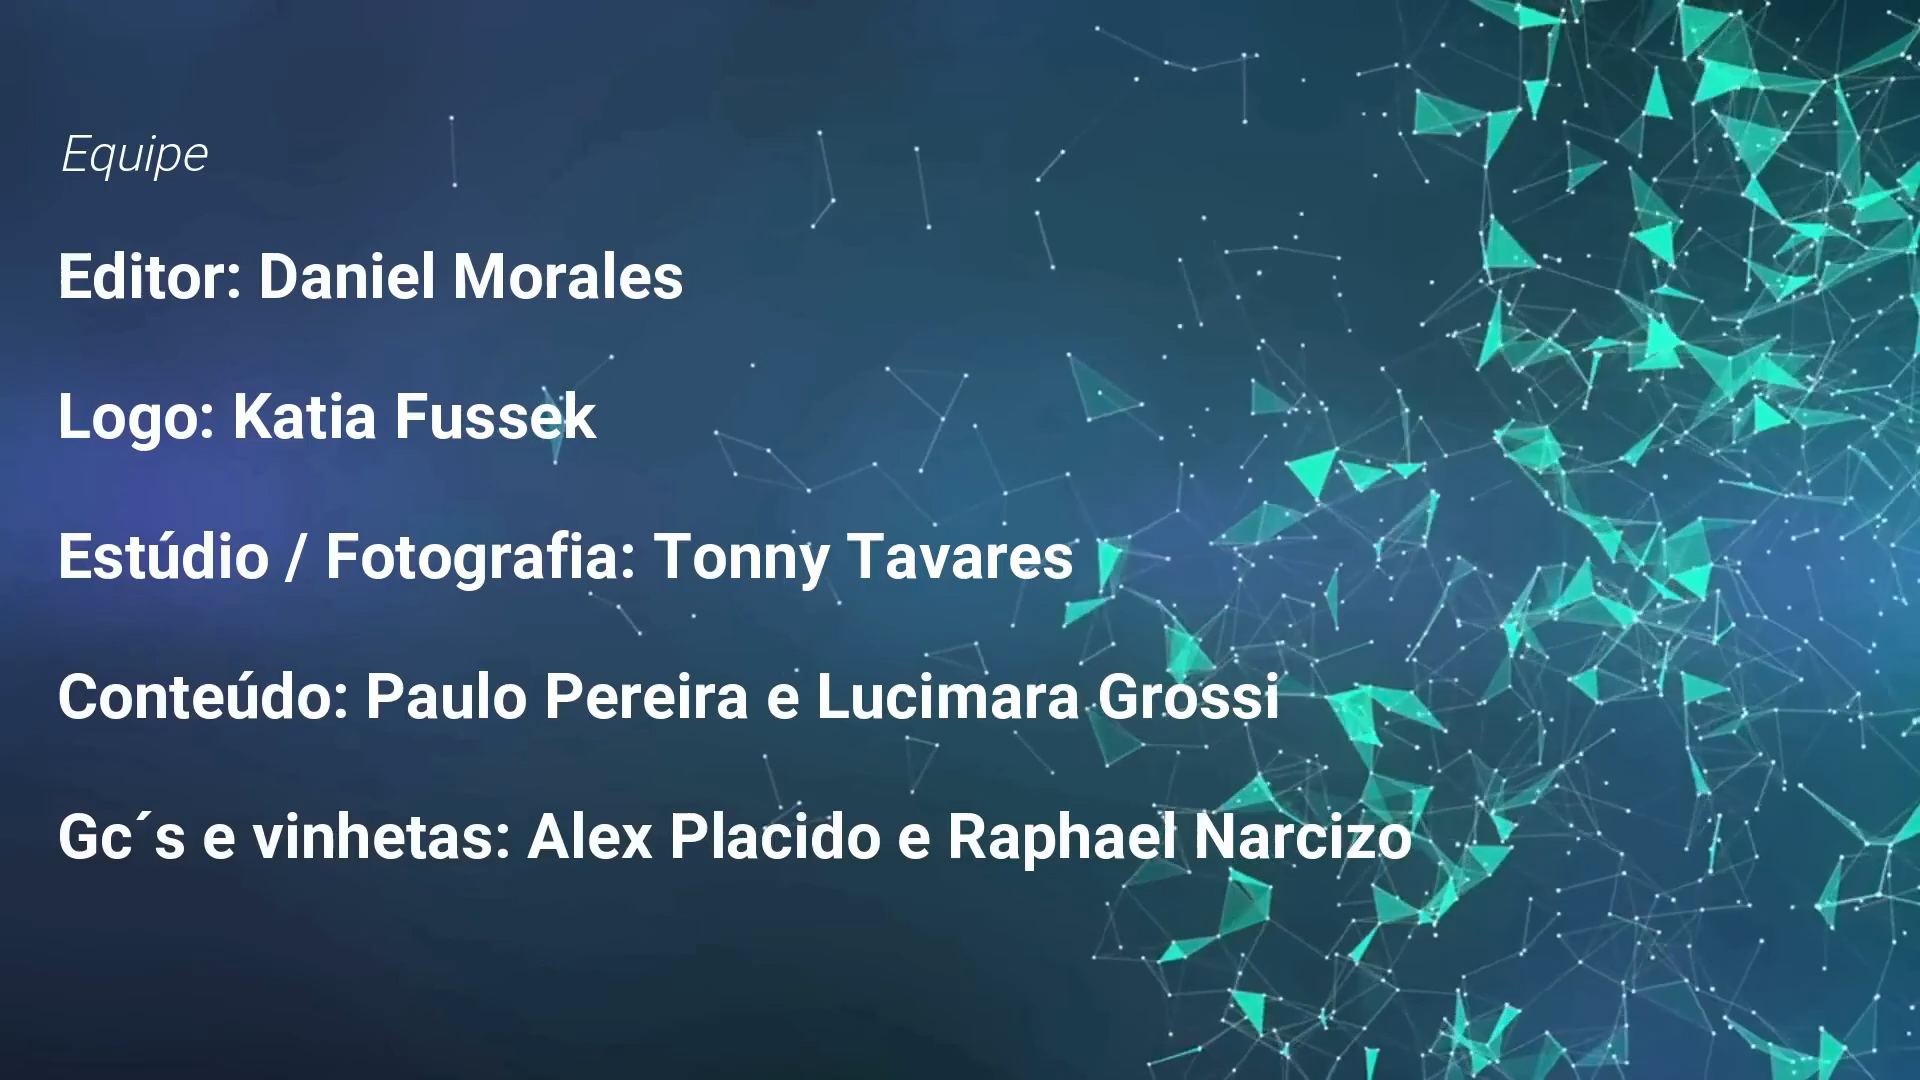 Equipe
Editor: Daniel Morales
Logo: Katia Fussek
Estúdio / Fotografia: Tonny Tavares
Conteúdo: Paulo Pereira e Lucimara Grossi
Gc´s e vinhetas: Alex Placido e Raphael Narcizo